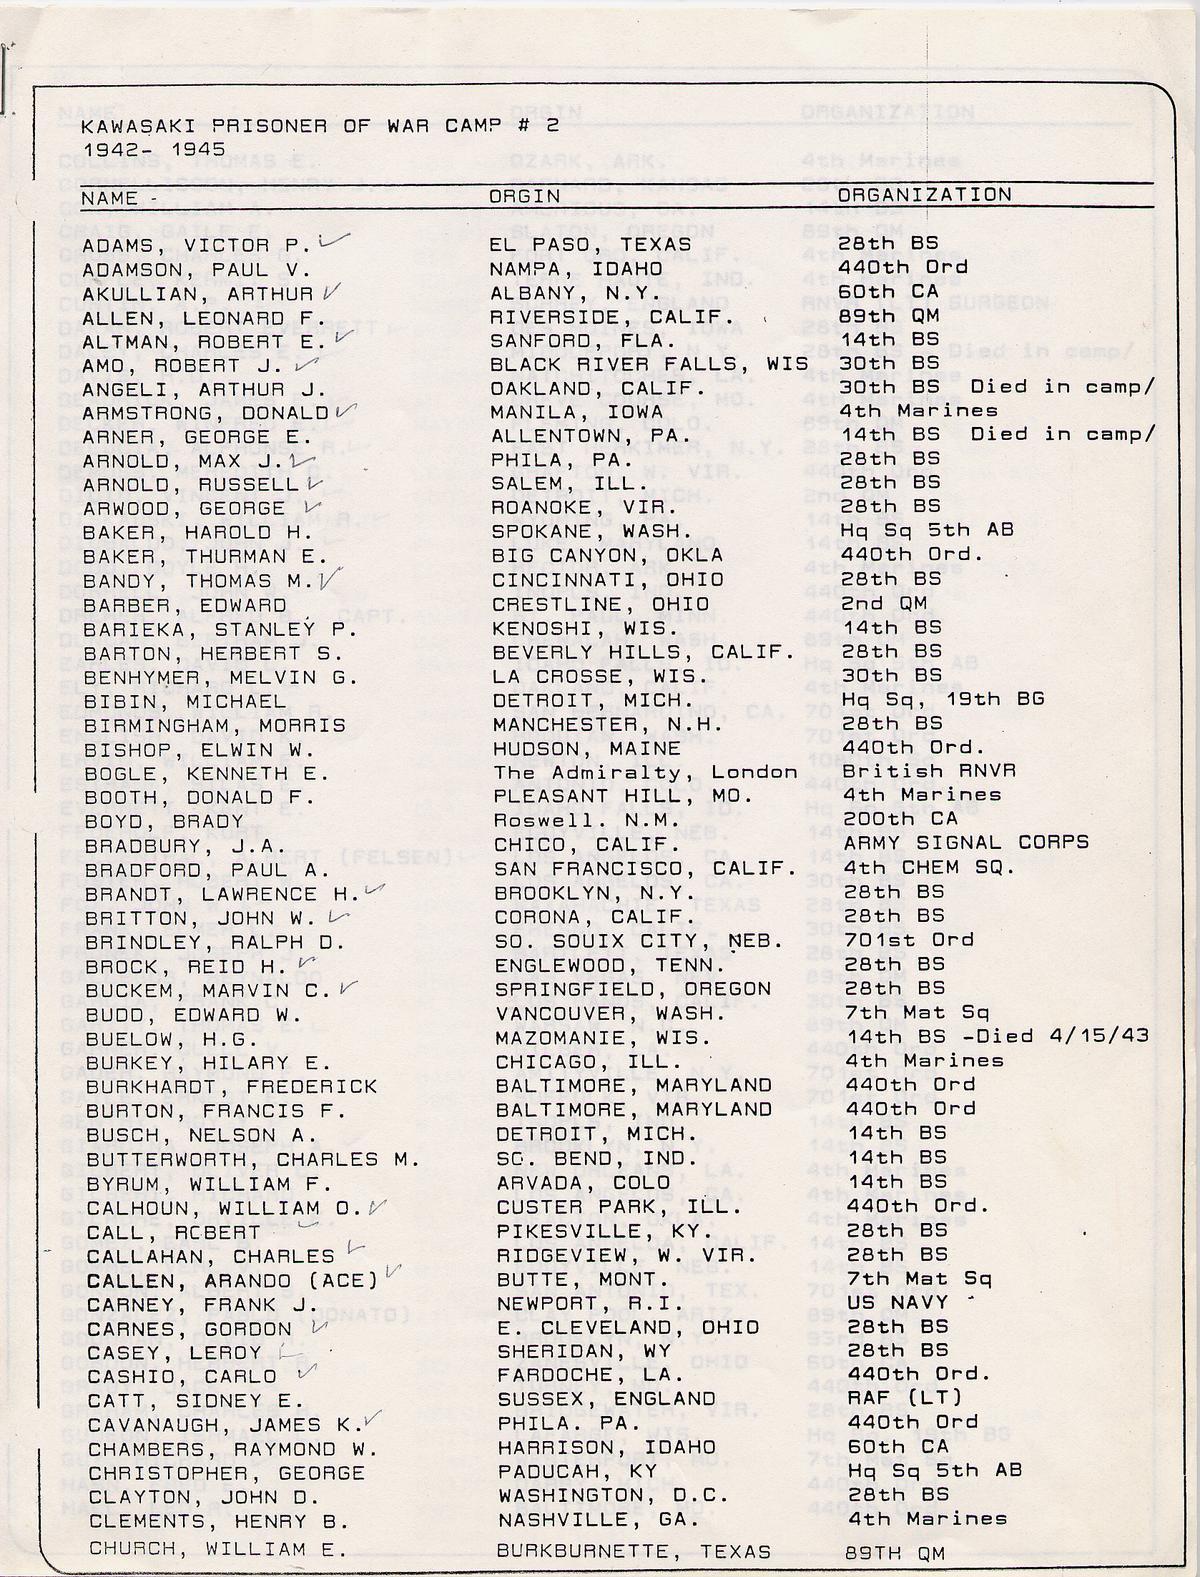 KAWASAKI PRISONER OF WAR CAMP # 2
1942- 1945
NAME ORGIN ORGANIZATION
ADAMS, VICTOR P. EL PASO, TEXAS 28th BS
ADAMSON, PAUL V. NAMPA, IDAHO 440th Ord
AKULLIAN, ARTHUR ALBANY, N.Y. 60th CA
ALLEN, LEONARD F. RIVERSIDE, CALIF. 89th QM
ALTMAN, ROBERT E. SANFORD, FLA. 14th BS
AMO, ROBERT J. BLACK RIVER FALLS, WIS 30th BS
ANGELI, ARTHUR J. OAKLAND, CALIF. 30th BS Died in camp/
ARMSTRONG, DONALD MANILA, IOWA 4th Marines
ARNER, GEORGE E. ALLENTOWN, PA. 14th BS Died in camp/
ARNOLD, MAX J. PHILA, PA. 28th BS
ARNOLD, RUSSELL SALEM, ILL. 28th BS
ARWOOD, GEORGE ROANOKE, VIR. 28th BS
BAKER, HAROLD H. SPOKANE, WASH. Hq Sq 5th AB
BAKER, THURMAN E. BIG CANYON, OKLA 440th Ord.
BANDY, THOMAS M. CINCINNATI, OHIO 28th BS
BARBER, EDWARD CRESTLINE, OHIO 2nd QM
BARIEKA, STANLEY P. KENOSHI, WIS. 14th BS
BARTON, HERBERT S. BEVERLY HILLS, CALIF. 28th BS
BENHYMER, MELVIN G. LA CROSSE, WIS. 30th BS
BIBIN, MICHAEL DETROIT, MICH. Hq Sq, 19th BG
BIRMINGHAM, MORRIS MANCHESTER, N.H. 28th BS
BISHOP, ELWIN W. HUDSON, MAINE 440th Ord.
BOGLE, KENNETH E. The Admiralty, London British RNVR
BOOTH, DONALD F. PLEASANT HILL, MO. 4th Marines
BOYD, BRADY Roswell. N.M. 200th CA
BRADBURY, J.A. CHICO, CALIF. ARMY SIGNAL CORPS
BRADFORD, PAUL A. SAN FRANCISCO, CALIF. 4th CHEM SQ.
BRANDT, LAWRENCE H. BROOKLYN, N.Y. 28th BS
BRITTON, JOHN W. CORONA, CALIF. 28th BS
BRINDLEY, RALPH D. SO. SOUIX CITY, NEB. 701st Ord
BROCK, REID H. ENGLEWOOD, TENN. 28th BS
BUCKEM, MARVIN C. SPRINGFIELD, OREGON 28th BS
BUDD, EDWARD W. VANCOUVER, WASH. 7th Mat Sq
BUELOW, H.G. MAZOMANIE, WIS. 14th BS -Died 4/15/43
BURKEY, HILARY E. CHICAGO, ILL. 4th Marines
BURKHARDT, FREDERICK BALTIMORE, MARYLAND 440th Ord
BURTON, FRANCIS F. BALTIMORE, MARYLAND 440th Ord
BUSCH, NELSON A. DETROIT, MICH. 14th BS
BUTTERWORTH, CHARLES M. SO. BEND, IND. 14th BS
BYRUM, WILLIAM F. ARVADA, COLO 14th BS
CALHOUN, WILLIAM O. CUSTER PARK, ILL. 440th Ord.
CALL, ELBERT PIKESVILLE, KY. 28th BS
CALLAHAN, CHARLES RIDGEVIEW, W. VIR. 28th BS
CALLEN, ARANDO (ACE) BUTTE, MONT. 7th Mat Sq
CARNEY, FRANK J. NEWPORT, R.I. US NAVY
CARNES, GORDON E. CLEVELAND, OHIO 28th BS
CASEY, LEROY SHERIDAN, WY 28th BS
CASHIO, CARLO FARDOCHE, LA. 440th Ord.
CATT, SIDNEY E. SUSSEX, ENGLAND RAF (LT)
CAVANAUGH, JAMES K. PHILA. PA. 440th Ord
CHAMBERS, RAYMOND W. HARRISON, IDAHO 60th CA
CHRISTOPHER, GEORGE PADUCAH, KY Hq Sq 5th AB
CLAYTON, JOHN D. WASHINGTON, D.C. 28th BS
CLEMENTS, HENRY B. NASHVILLE, GA. 4th Marines
CHURCH, WILLIAM E. BURKBURNETTE, TEXAS 89TH QM